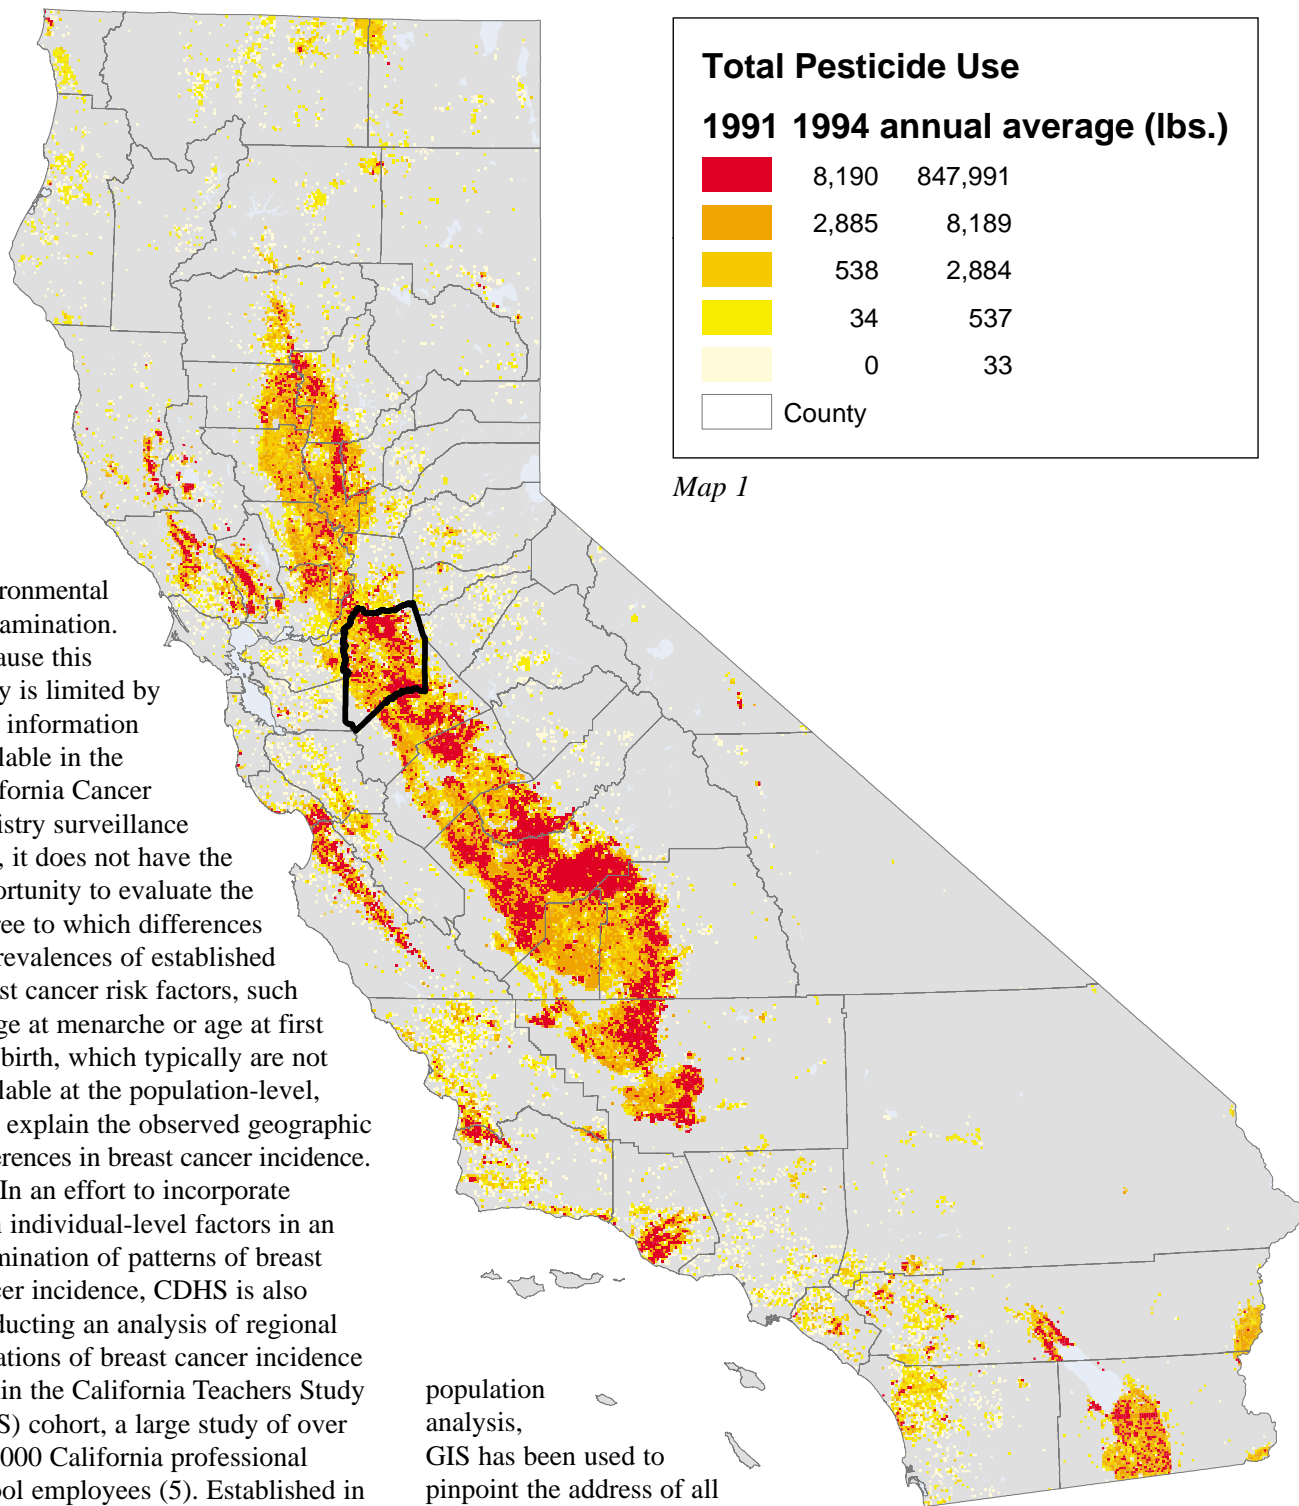 Total Pesticide Use
1991 1994 annual average (lbs.)
8,190 847,991
2,885 8,189
538 2,884
34 537
0 33
County
Map 1
ronmental
amination.
ause this
y is limited by
information
lable in the
ifornia Cancer
istry surveillance
, it does not have the
ortunity to evaluate the
ree to which differences
revalences of established
st cancer risk factors, such
ge at menarche or age at first
birth, which typically are not
lable at the population-level,
explain the observed geographic
erences in breast cancer incidence.
In an effort to incorporate
individual-level factors in an
mination of patterns of breast
cer incidence, CDHS is also
ducting an analysis of regional
ations of breast cancer incidence
in the California Teachers Study
S) cohort, a large study of over
000 California professional
ool employees (5). Established in
population
analysis,
GIS has been used to
pinpoint the address of all